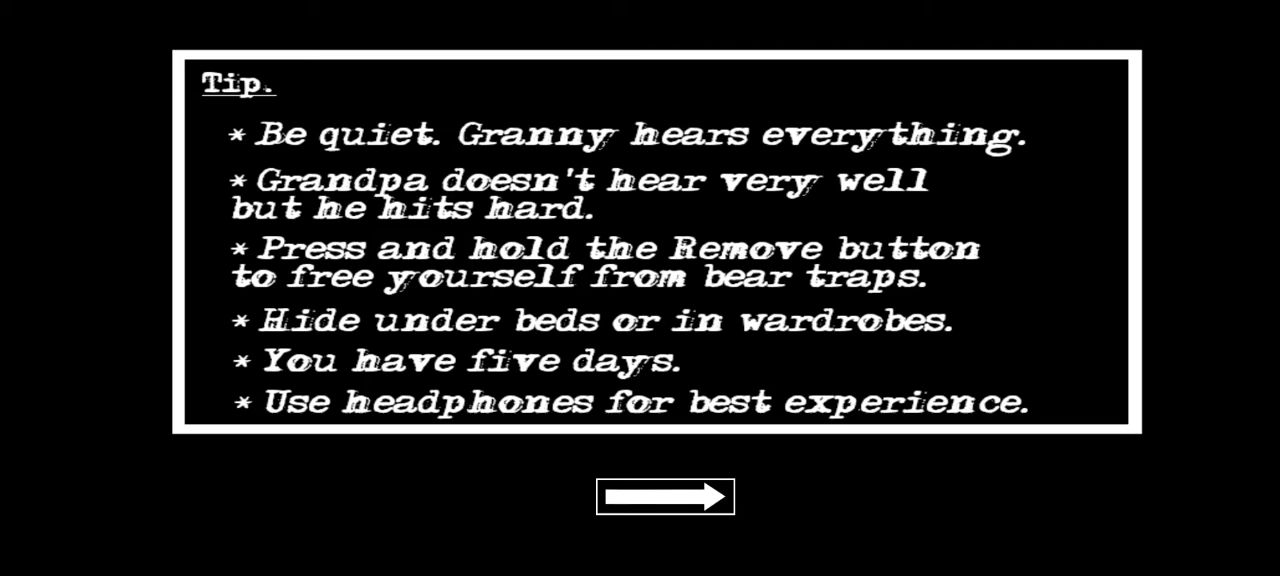 Tip.
* Be quiet. Granny hears everything.
* Grandpa doesn't hear very well
but he hits hard.
* Press and hold the Remove button
to free yourself from bear traps.
* Hide under beds or in wardrobes.
* You have five days.
* Use headphones for best experience.